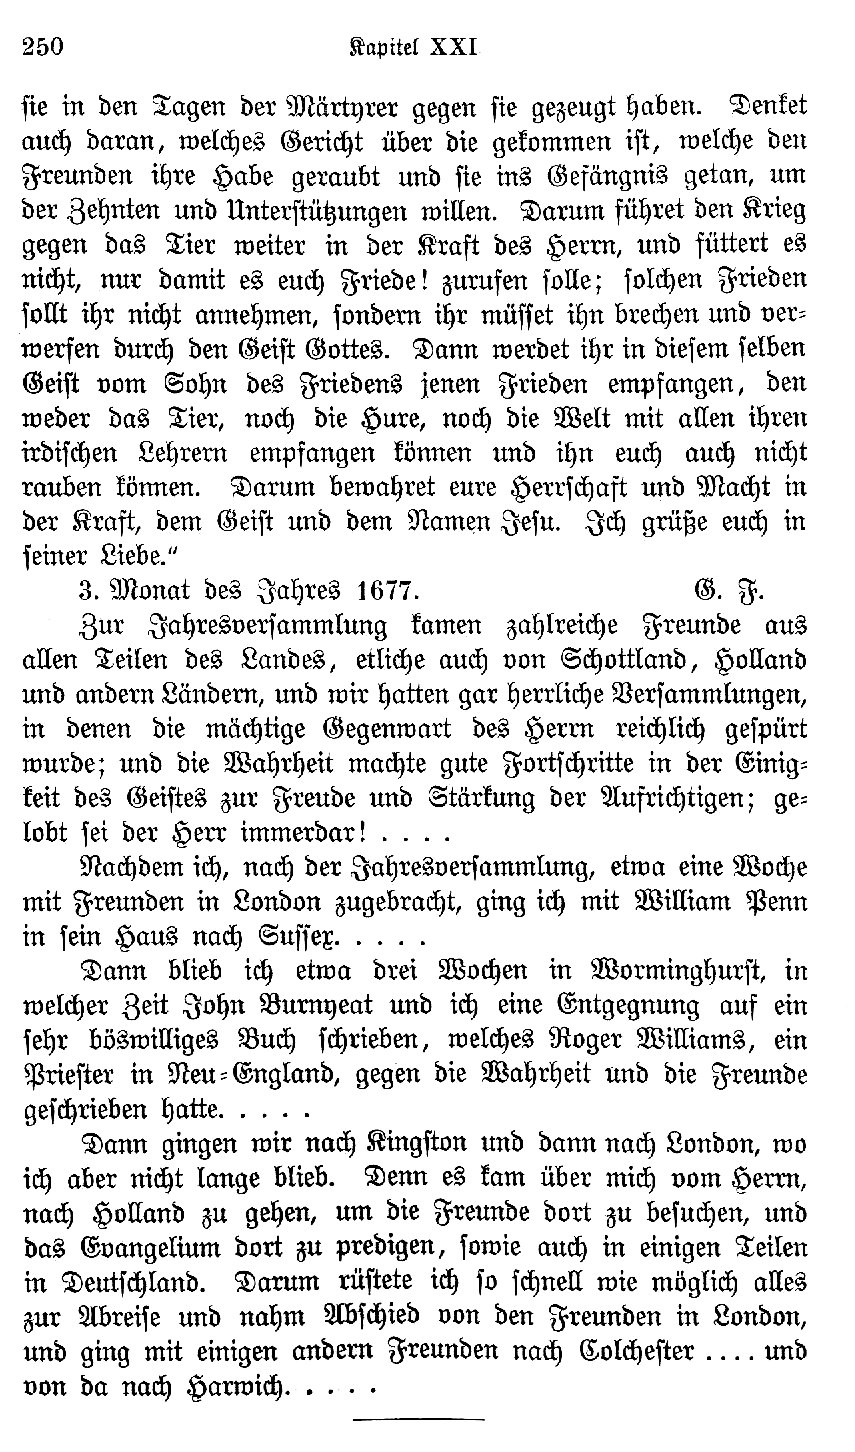 250 Kapitel XXI
sie in den Tagen der Märtyrer gegen sie gezeugt haben. Denket
auch daran, welches Gericht über die gekommen ist, welche den
Freunden ihre Habe geraubt und sie ins Gefängnis getan, um
der Zehnten und Unterstützungen willen. Darum führet den Krieg
gegen das Tier weiter in der Kraft des Herrn, und füttert es
nicht, nur damit es euch Friede! zurufen solle; solchen Frieden
sollt ihr nicht annehmen, sondern ihr müsset ihn brechen und ver-
werfen durch den Geist Gottes. Dann werdet ihr in diesem selben
Geist vom Sohn des Friedens jenen Frieden empfangen, den
weder das Tier, noch die Hure, noch die Welt mit allen ihren
irdischen Lehrern empfangen können und ihn euch auch nicht
rauben können. Darum bewahret eure Herrschaft und Macht in
der Kraft, dem Geist und dem Namen Jesu. Ich grüße euch in
seiner Liebe.“
3. Monat des Jahres 1677. G. F.
Zur Jahresversammlung kamen zahlreiche Freunde aus
allen Teilen des Landes, etliche auch von Schottland, Holland
und andern Ländern, und wir hatten gar herrliche Versammlungen,
in denen die mächtige Gegenwart des Herrn reichlich gespürt
wurde; und die Wahrheit machte gute Fortschritte in der Einig-
keit des Geistes zur Freude und Stärkung der Aufrichtigen; ge-
lobt sei der Herr immerdar! . . . .
Nachdem ich, nach der Jahresversammlung, etwa eine Woche
mit Freunden in London zugebracht, ging ich mit William Penn
in sein Haus nach Sussex. . . . .
Dann blieb ich etwa drei Wochen in Worminghurst, in
welcher Zeit John Burnyeat und ich eine Entgegnung auf ein
sehr böswilliges Buch schrieben, welches Roger Williams, ein
Priester in Neu-England, gegen die Wahrheit und die Freunde
geschrieben hatte. . . . .
Dann gingen wir nach Kingston und dann nach London, wo
ich aber nicht lange blieb. Denn es kam über mich vom Herrn,
nach Holland zu gehen, um die Freunde dort zu besuchen, und
das Evangelium dort zu predigen, sowie auch in einigen Teilen
in Deutschland. Darum rüstete ich so schnell wie möglich alles
zur Abreise und nahm Abschied von den Freunden in London,
und ging mit einigen andern Freunden nach Colchester .... und
von da nach Harwich. . . . .